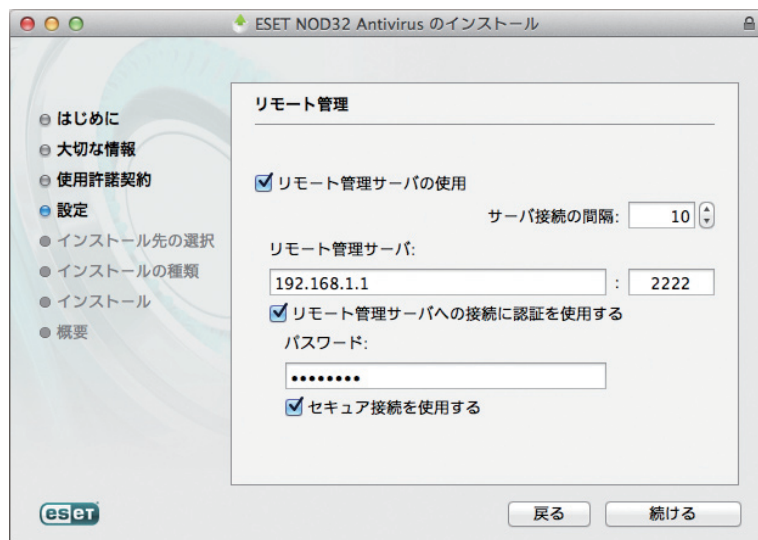 ESET NOD32 Antivirus のインストール
はじめに
大切な情報
使用許諾契約
設定
インストール先の選択
インストールの種類
インストール
概要
リモート管理
リモート管理サーバの使用
サーバ接続の間隔: 10
リモート管理サーバ:
192.168.1.1 : 2222
リモート管理サーバへの接続に認証を使用する
パスワード:
••••••••
セキュア接続を使用する
eseT
戻る
続ける